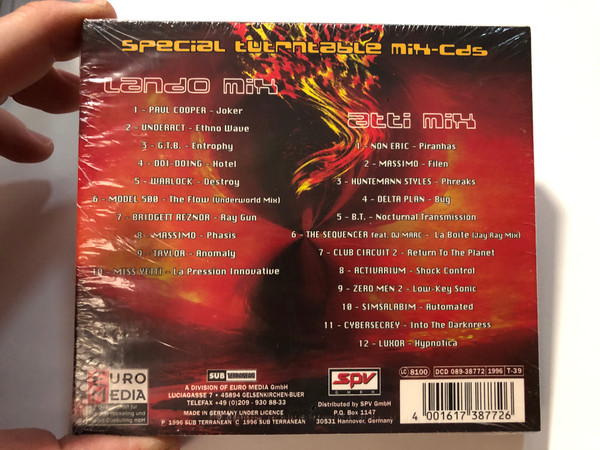 Special tutrntable mix-cds
Lando mix
1 - PAUL COOPER - Joker
2 - UNDERACT - Ethno Wave
3 - G.T.B. - Entrophy
4 - DOI-DOING - Hotel
5 - WARLOCK - Destroy
6 - MODEL 500 - The Flow (Underworld Mix)
7 - BRIDGETT REZNOR - Ray Gun
8 - MASSIMO - Phasis
9 - TAYLOR - Anomaly
10 - MISS YETTI - La Pression Innovative
atti mix
1 - NON ERIC - Piranhas
2 - MASSIMO - Filen
3 - HUNTEMANN STYLES - Phreaks
4 - DELTA PLAN - Bug
5 - B.T. - Nocturnal Transmission
6 - THE SEQUENCER feat. DJ MARC - La Boite (Jay Ray Mix)
7 - CLUB CIRCUIT 2 - Return To The Planet
8 - ACTIVARIUM - Shock Control
9 - ZERO MEN 2 - Low-Key Sonic
10 - SIMSALABIM - Automated
11 - CYBERSECREY - Into The Darknress
12 - LUXOR - Hypnotica
EURO
MEDIA
SUB TERRANEAN
A DIVISION OF EURO MEDIA GmbH
LUCIAGASSE 7 • 45894 GELSENKIRCHEN-BUER
TELEFAX +49 (0)209 - 930 88-33
MADE IN GERMANY UNDER LICENCE
P 1996 SUB TERRANEAN C 1996 SUB TERRANEAN
SPV
Distributed by SPV GmbH
P.O. Box 1147
30531 Hannover, Germany
LC 8100 DCD 089-38772 1996 T-39
4 001617 387726